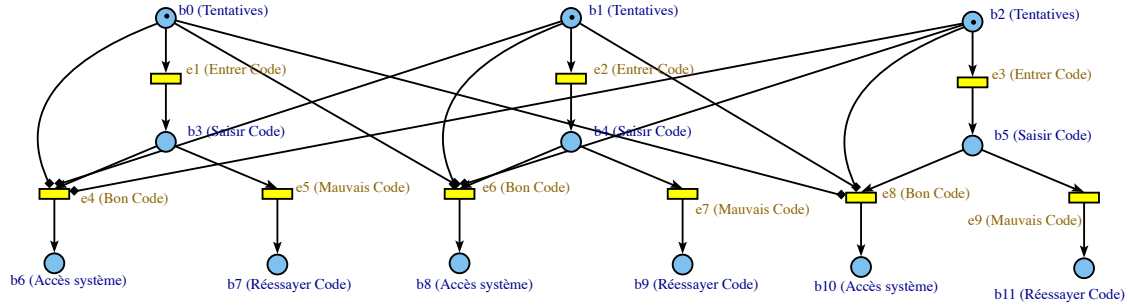 b0 (Tentatives)
b1 (Tentatives)
b2 (Tentatives)
e1 (Entrer Code)
e2 (Entrer Code)
e3 (Entrer Code)
b3 (Saisir Code)
b4 (Saisir Code)
b5 (Saisir Code)
e4 (Bon Code)
e5 (Mauvais Code)
e6 (Bon Code)
e7 (Mauvais Code)
e8 (Bon Code)
e9 (Mauvais Code)
b6 (Accès système)
b7 (Réessayer Code)
b8 (Accès système)
b9 (Réessayer Code)
b10 (Accès système)
b11 (Réessayer Code)